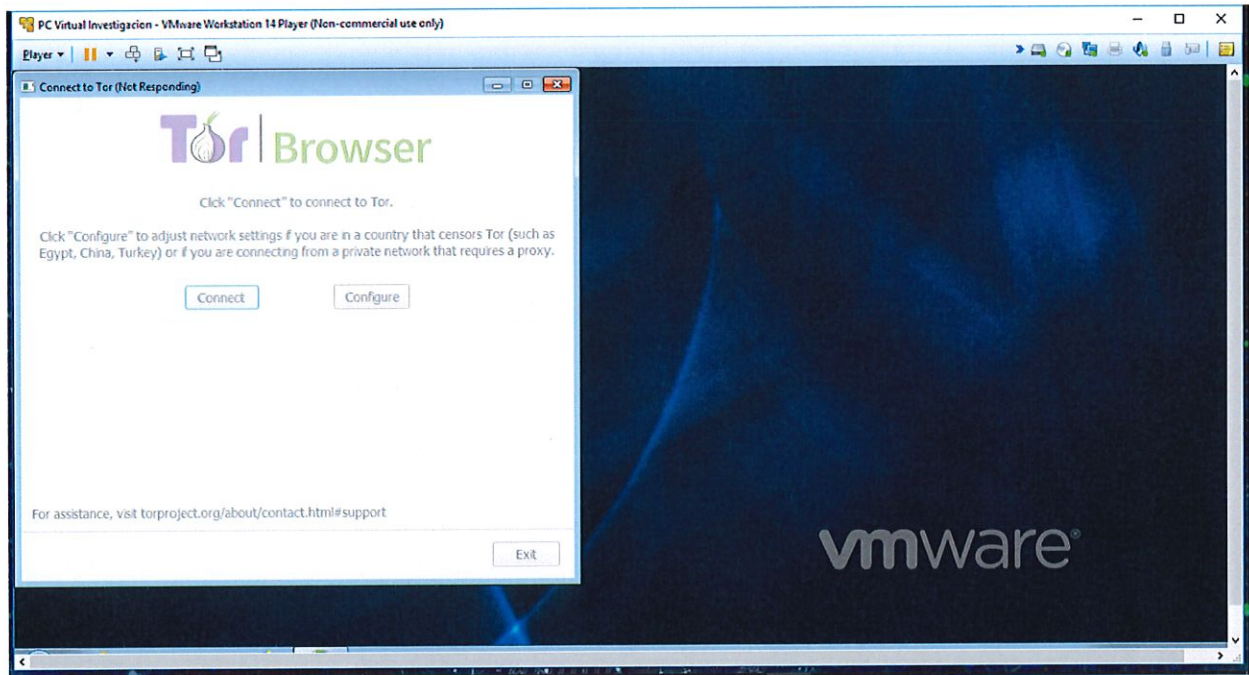 PC Virtual Investigacion - VMware Workstation 14 Player (Non-commercial use only)
Player
Connect to Tor (Not Responding)
Tor Browser
Click "Connect" to connect to Tor.
Click "Configure" to adjust network settings if you are in a country that censors Tor (such as
Egypt, China, Turkey) or if you are connecting from a private network that requires a proxy.
Connect Configure
For assistance, visit torproject.org/about/contact.html#support
Exit
vmware®